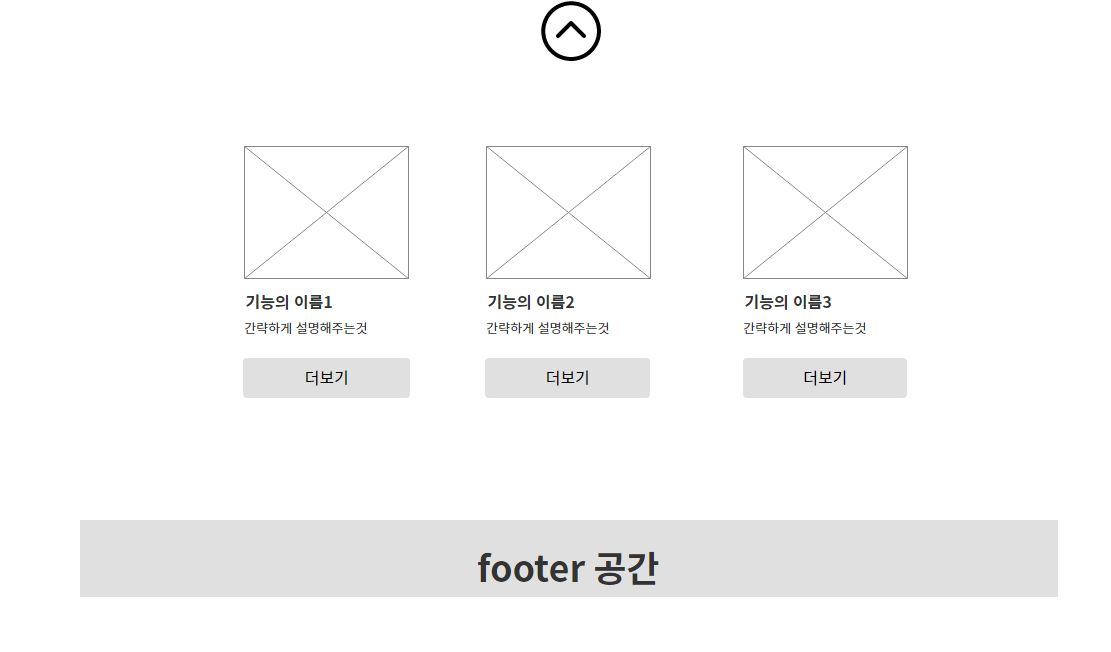 기능의 이름1
간략하게 설명해주는것
더보기
기능의 이름2
간략하게 설명해주는것
더보기
기능의 이름3
간략하게 설명해주는것
더보기
footer 공간